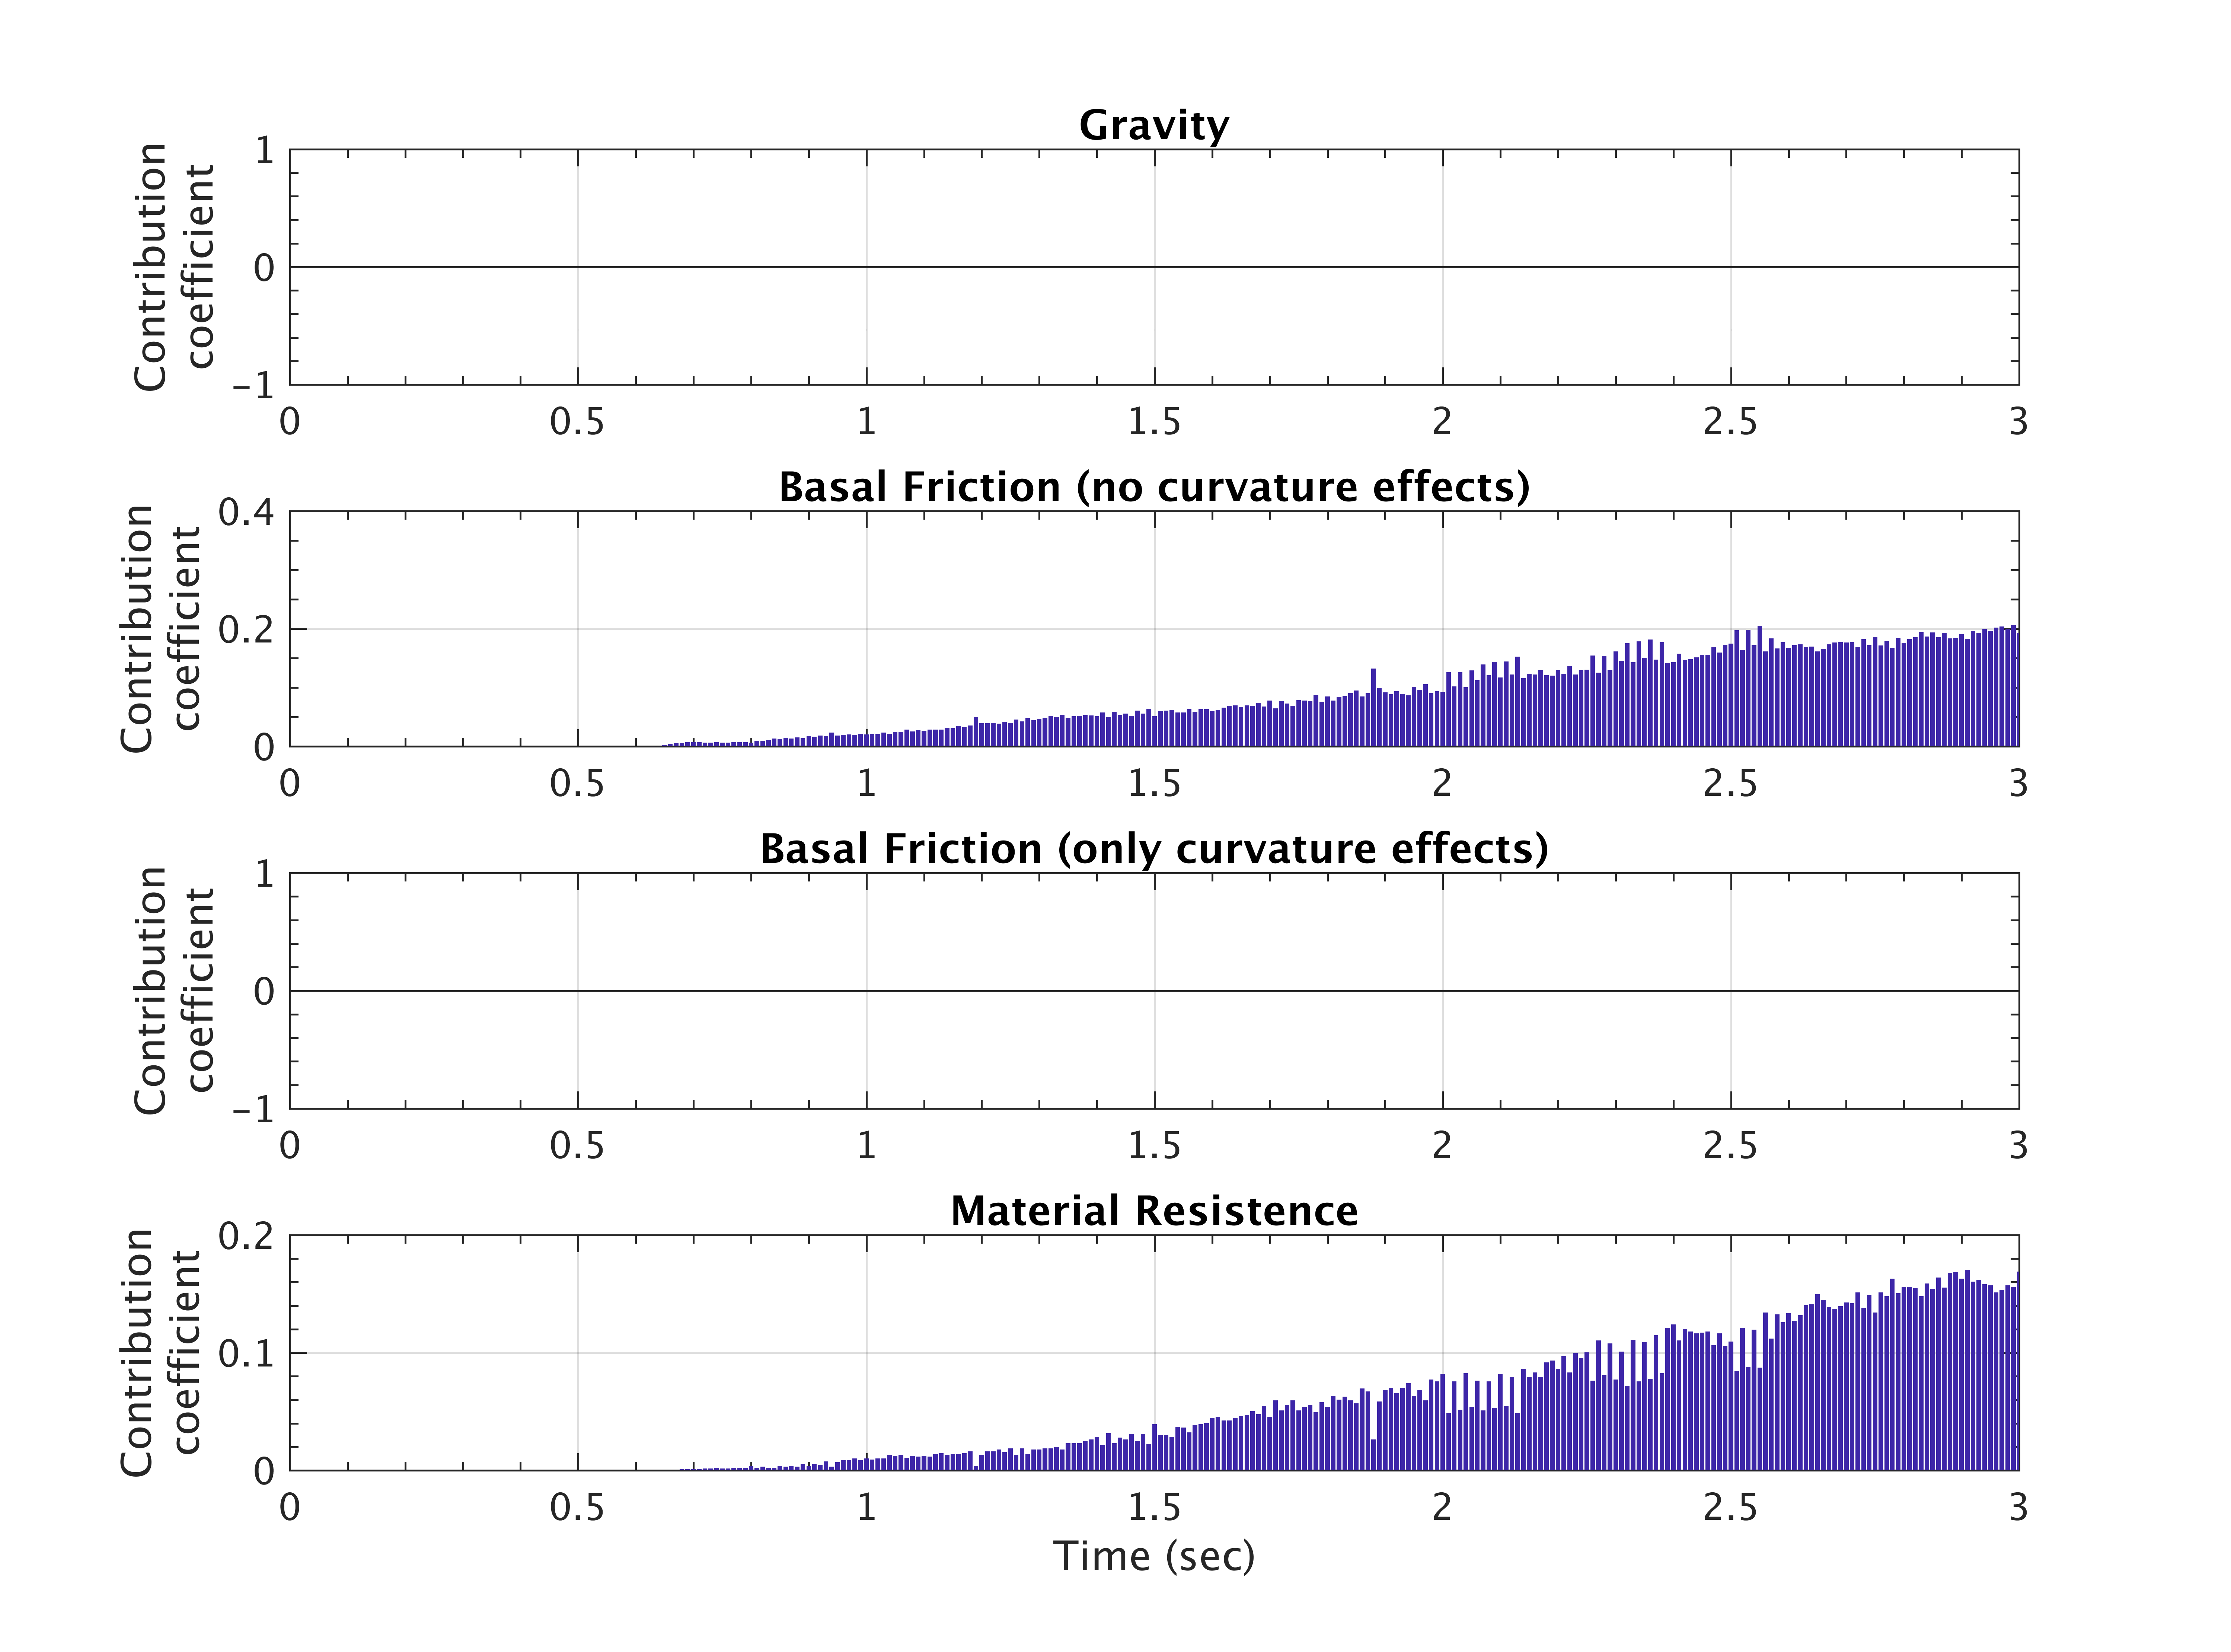 Gravity
Contribution
coefficient
1
0
−1
0 0.5 1 1.5 2 2.5 3
Basal Friction (no curvature effects)
Contribution
coefficient
0.4
0.2
0
0 0.5 1 1.5 2 2.5 3
Basal Friction (only curvature effects)
Contribution
coefficient
1
0
−1
0 0.5 1 1.5 2 2.5 3
Material Resistence
Contribution
coefficient
0.2
0.1
0
0 0.5 1 1.5 2 2.5 3
Time (sec)